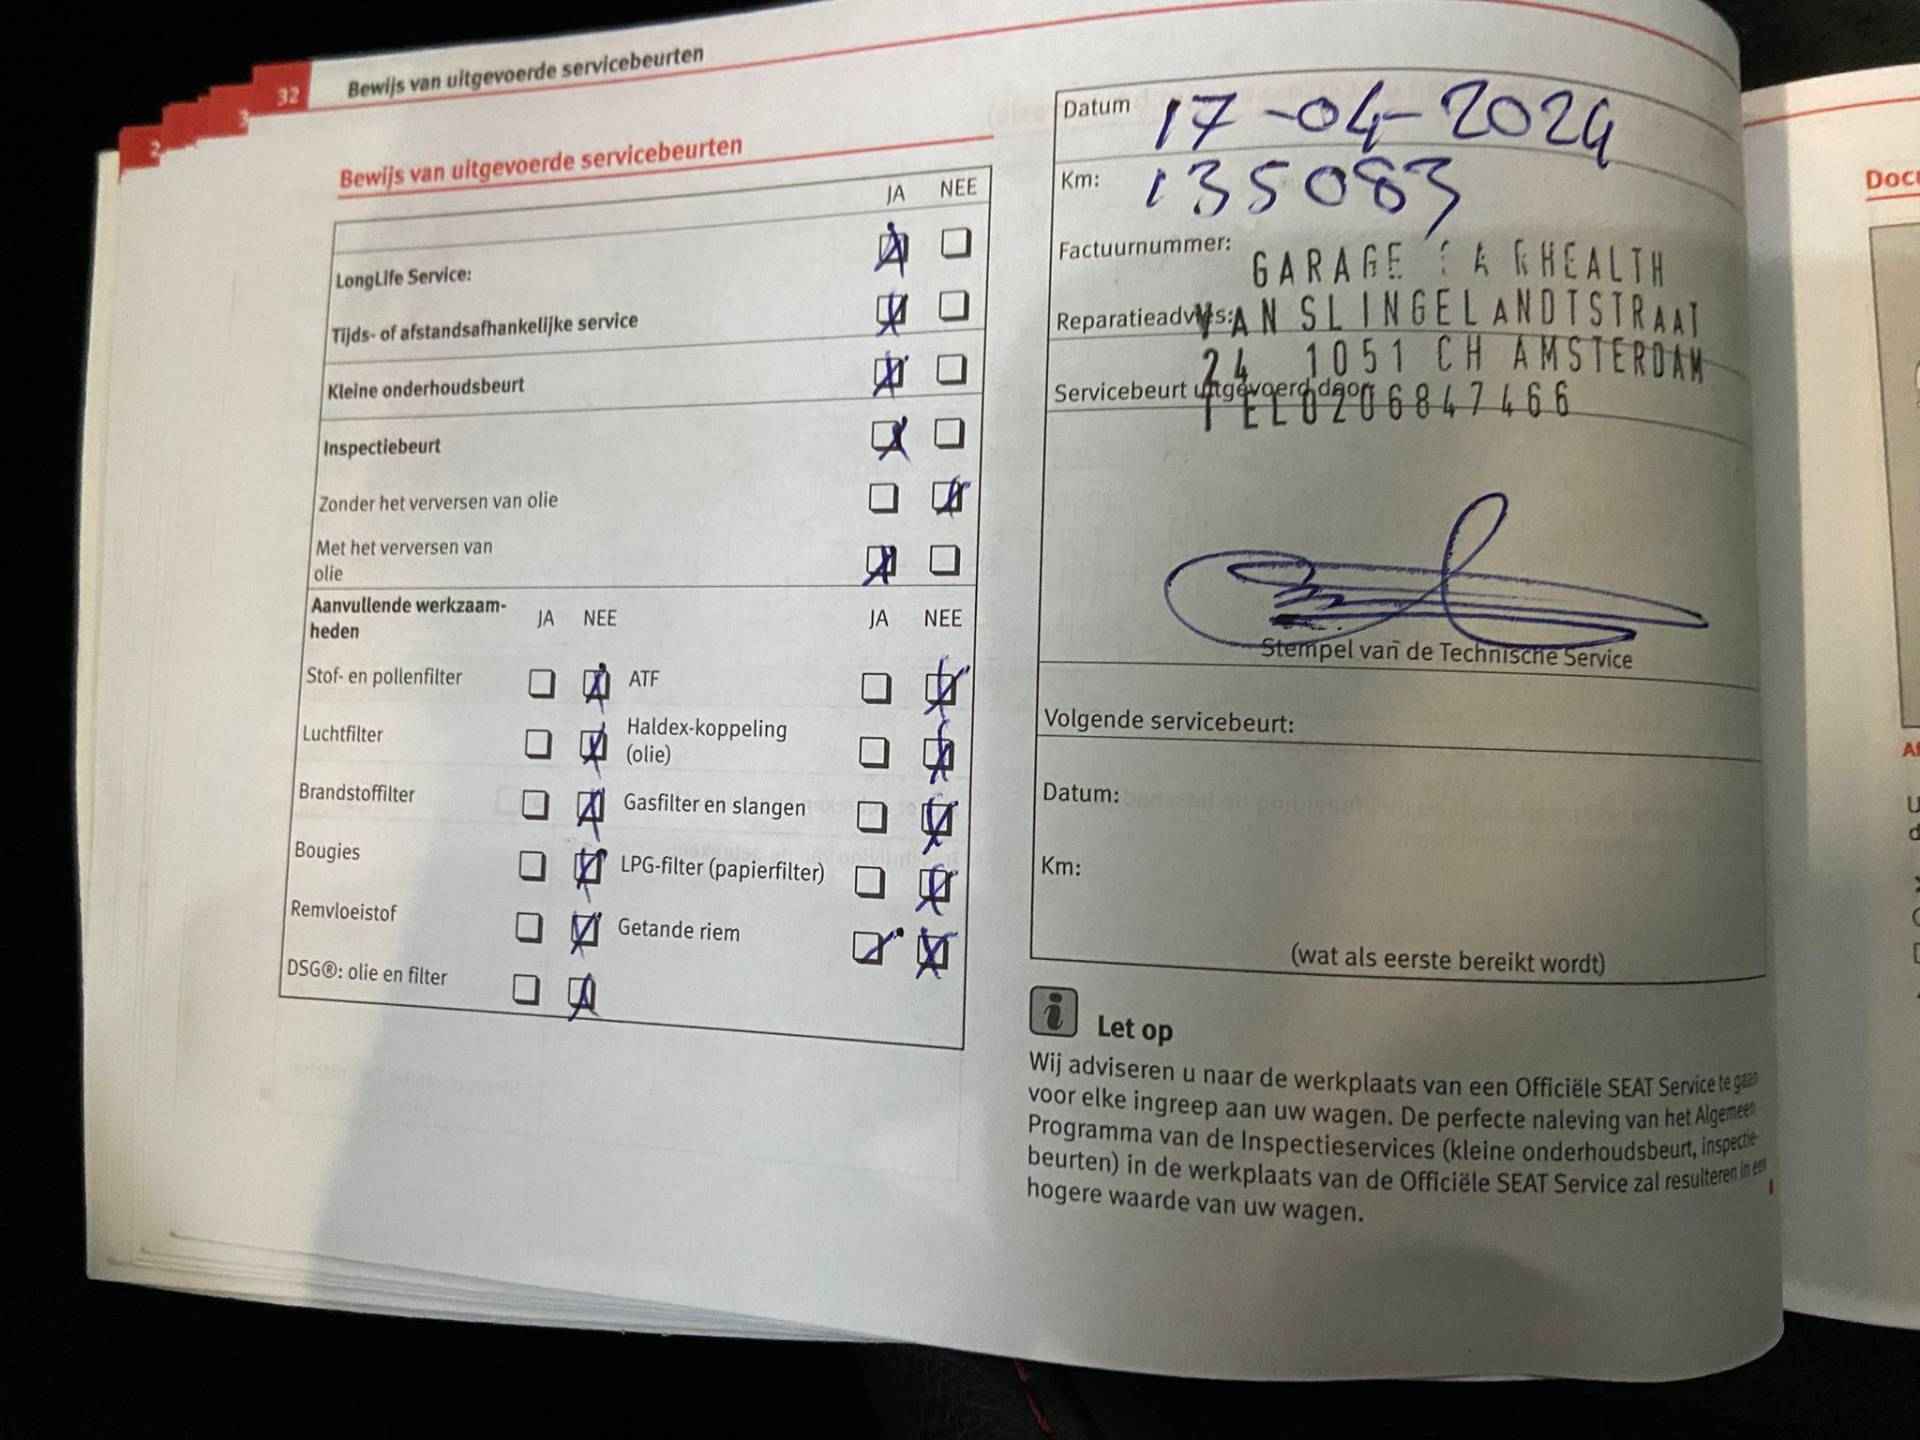 2
3
32
Bewijs van uitgevoerde servicebeurten
Bewijs van uitgevoerde servicebeurten
JA NEE
LongLife Service:
Tijds- of afstandsafhankelijke service
Kleine onderhoudsbeurt
Inspectiebeurt
Zonder het verversen van olie
Met het verversen van
olie
Aanvullende werkzaam-
heden
JA NEE JA NEE
Stof- en pollenfilter ATF
Luchtfilter Haldex-koppeling
(olie)
Brandstoffilter Gasfilter en slangen
Bougies LPG-filter (papierfilter)
Remvloeistof Getande riem
DSG®: olie en filter
Datum 17-04-2024
Km: 135083
Factuurnummer:
GARAGE HEALTH
Reparatieadvies:
VAN SLINGELANDTSTRAAT
24 1051 CH AMSTERDAM
Servicebeurt uitgevoerd door
TEL0206847466
Stempel van de Technische Service
Volgende servicebeurt:
Datum:
Km:
(wat als eerste bereikt wordt)
Let op
Wij adviseren u naar de werkplaats van een Officiële SEAT Service te gaan
voor elke ingreep aan uw wagen. De perfecte naleving van het Algemeen
Programma van de Inspectieservices (kleine onderhoudsbeurt, inspectie-
beurten) in de werkplaats van de Officiële SEAT Service zal resulteren in een
hogere waarde van uw wagen.